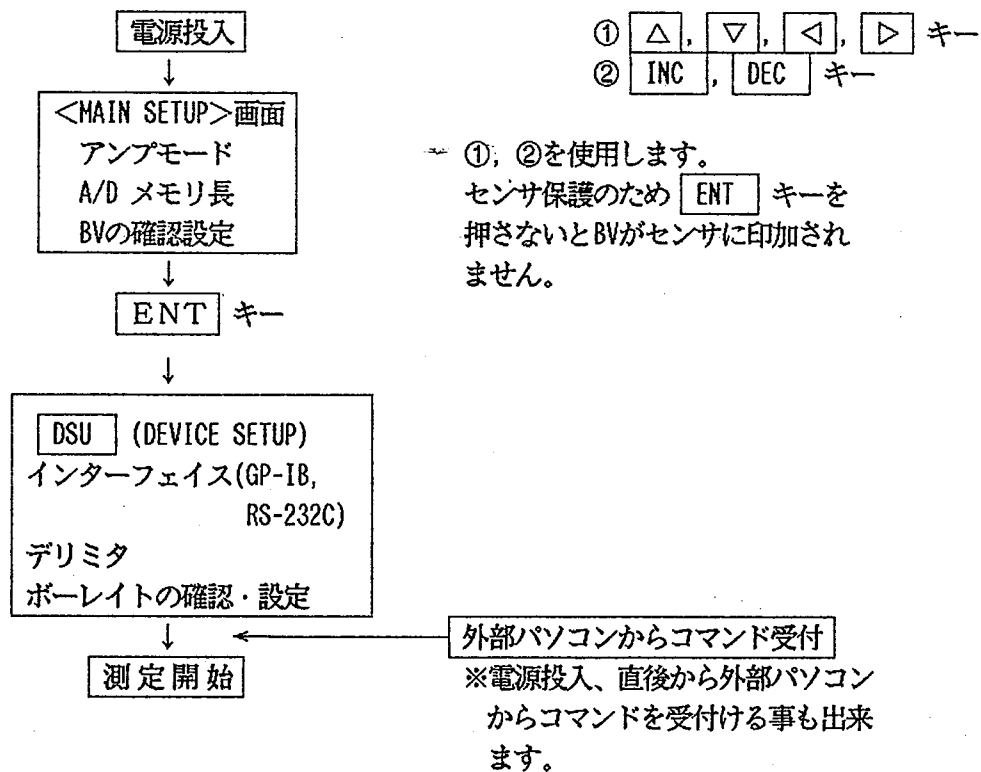 電源投入
① △, ▽, ◁, ▷ キー
② INC, DEC キー
↓
<MAIN SETUP>画面
アンプモード
A/D メモリ長
BVの確認設定
①, ②を使用します。
センサ保護のため ENT キーを
押さないとBVがセンサに印加され
ません。
↓
ENT キー
↓
DSU (DEVICE SETUP)
インターフェイス(GP-IB,
RS-232C)
デリミタ
ボーレイトの確認・設定
↓
外部パソコンからコマンド受付
測定開始
※電源投入、直後から外部パソコン
からコマンドを受付ける事も出来
ます。